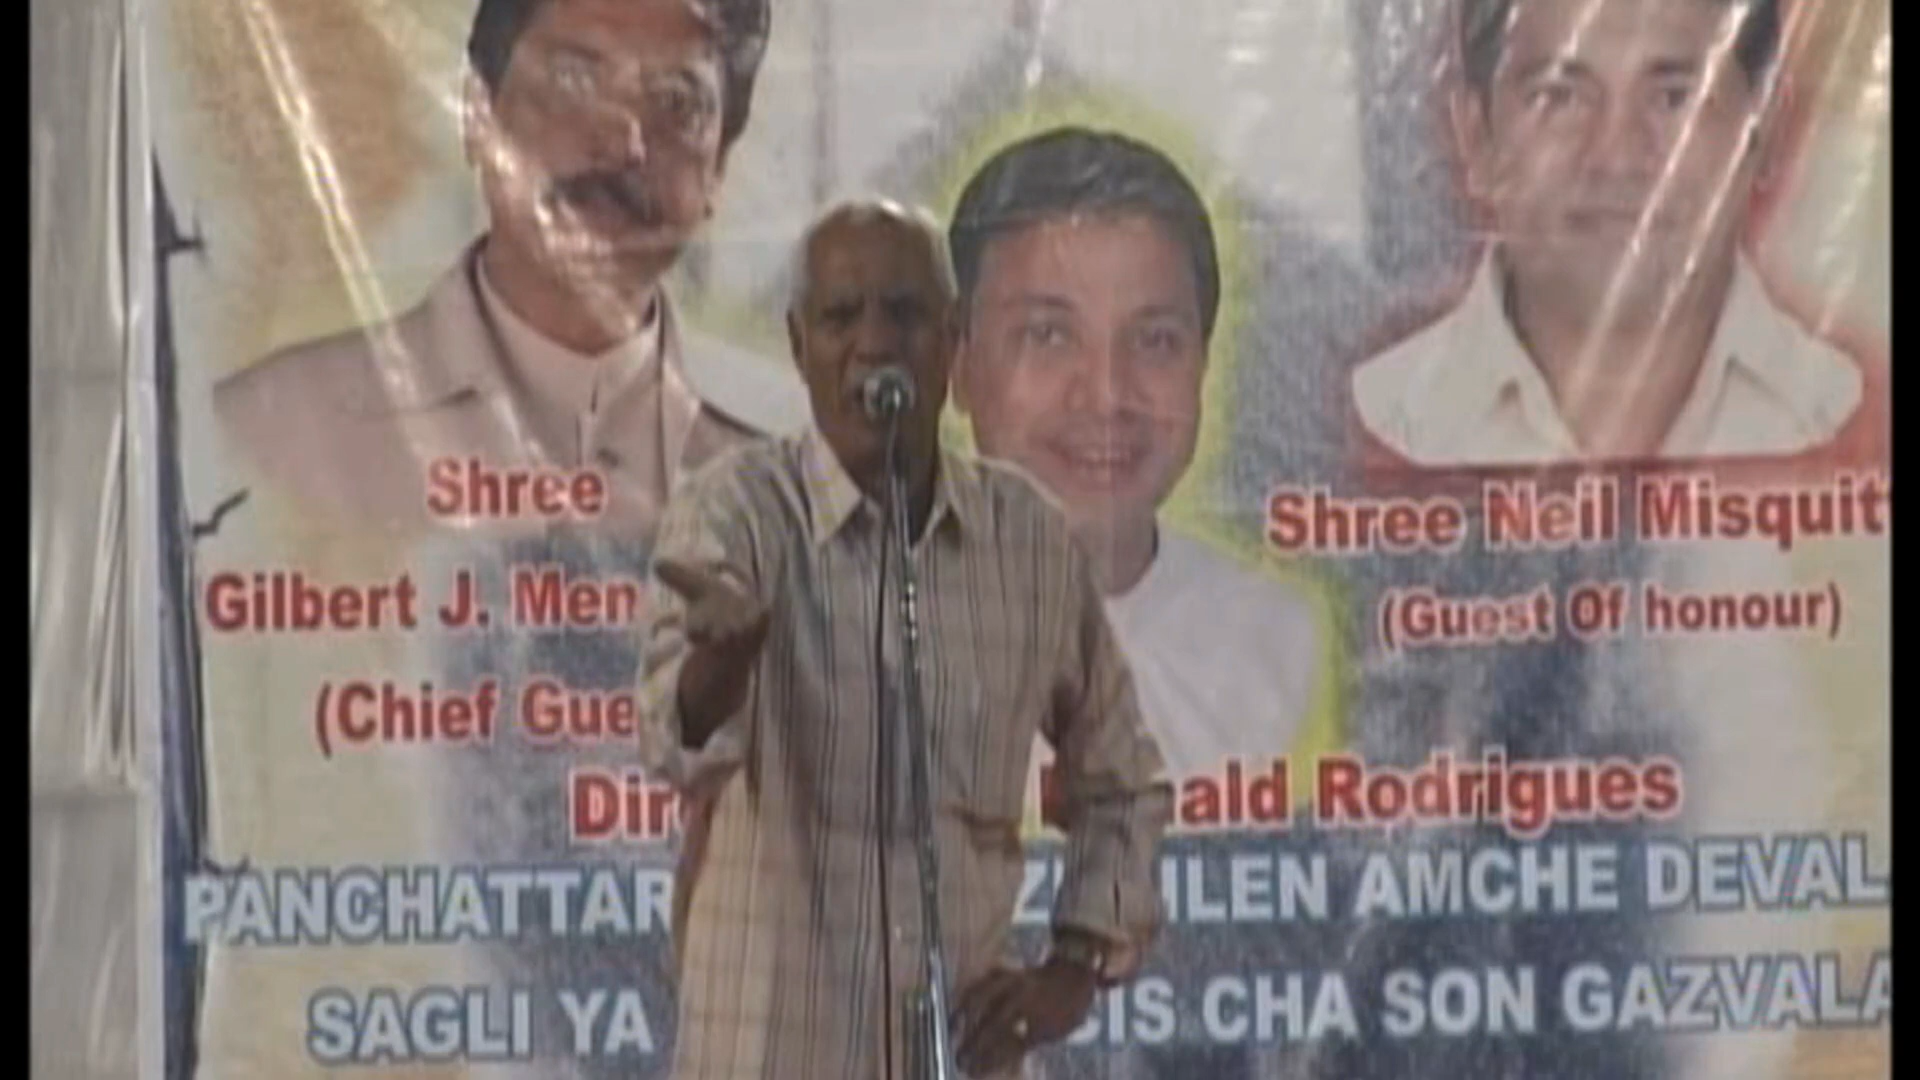 Shree
Gilbert J. Men
Shree Neil Misquit
(Chief Gue
(Guest Of honour)
Dir
ald Rodrigues
PANCHATTAR ILEN AMCHE DEVAL
SAGLI YA CIS CHA SON GAZVALA